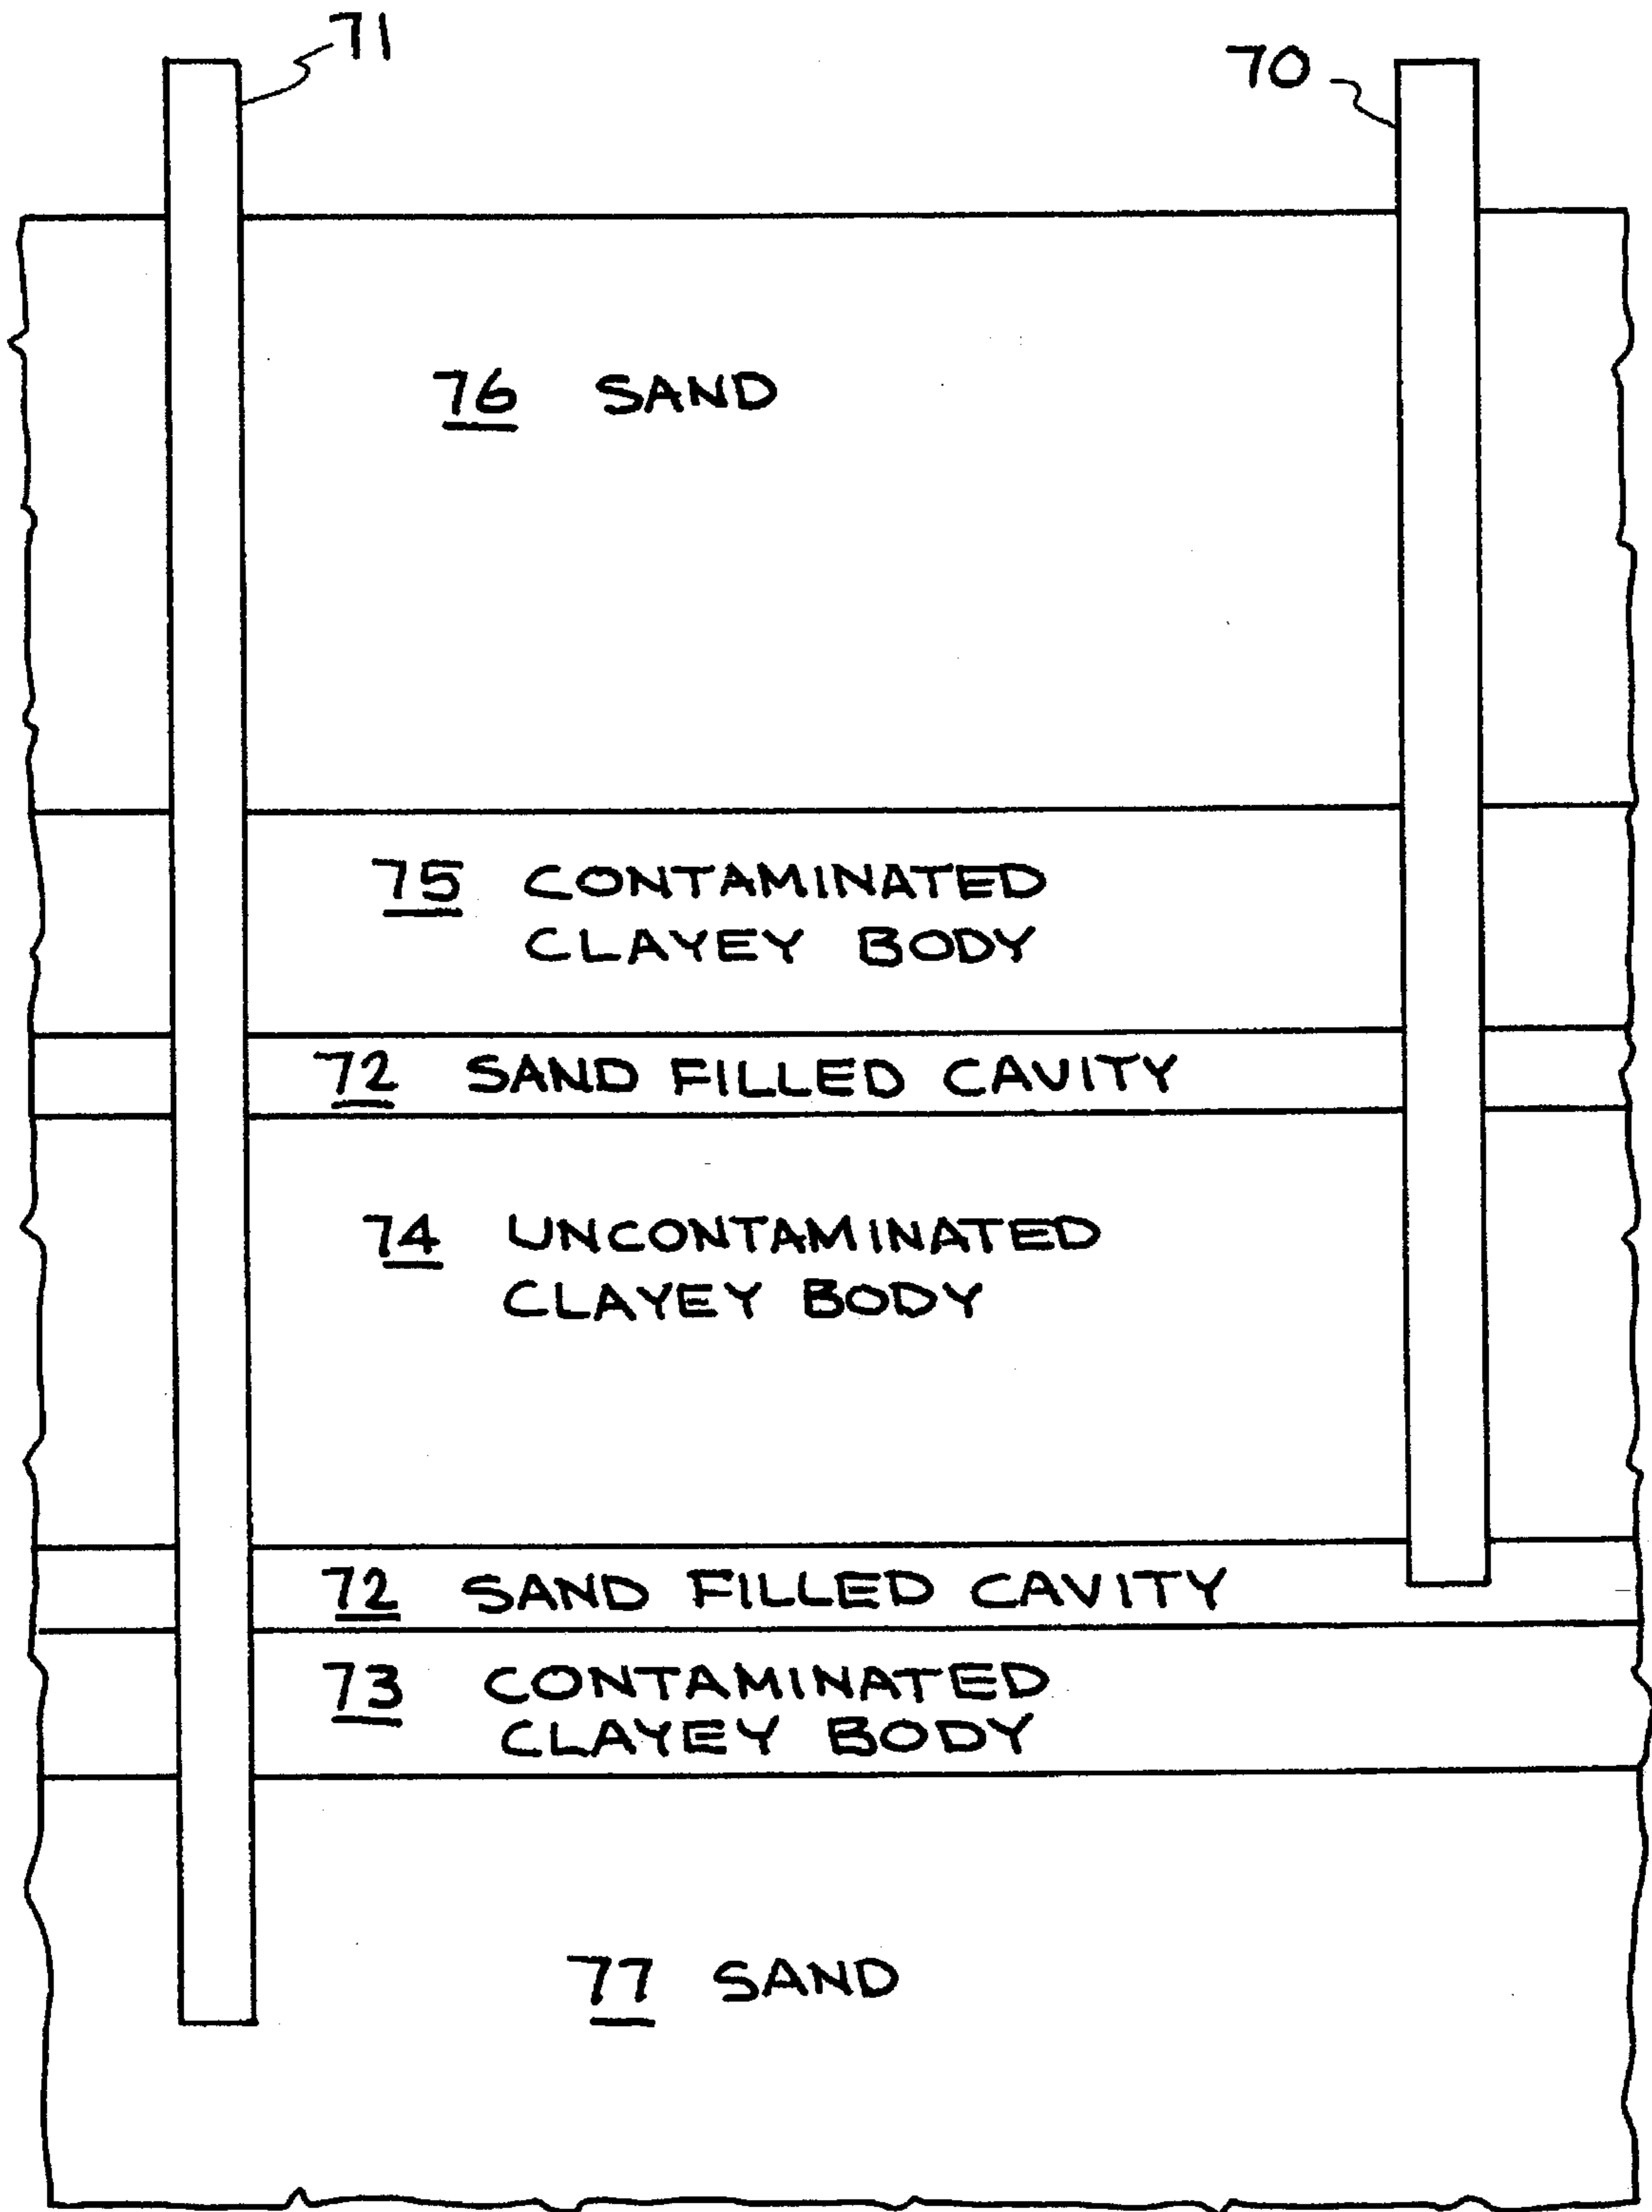 71
70
76 SAND
75 CONTAMINATED
CLAYEY BODY
72 SAND FILLED CAVITY
74 UNCONTAMINATED
CLAYEY BODY
72 SAND FILLED CAVITY
73 CONTAMINATED
CLAYEY BODY
77 SAND